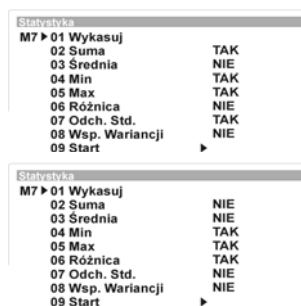 Statystyka
M7 ▶ 01 Wykasuj
02 Suma TAK
03 Średnia NIE
04 Min TAK
05 Max TAK
06 Różnica NIE
07 Odch. Std. TAK
08 Wsp. Wariancji NIE
09 Start ▶
Statystyka
M7 ▶ 01 Wykasuj
02 Suma NIE
03 Średnia NIE
04 Min TAK
05 Max TAK
06 Różnica TAK
07 Odch. Std. NIE
08 Wsp. Wariancji NIE
09 Start ▶